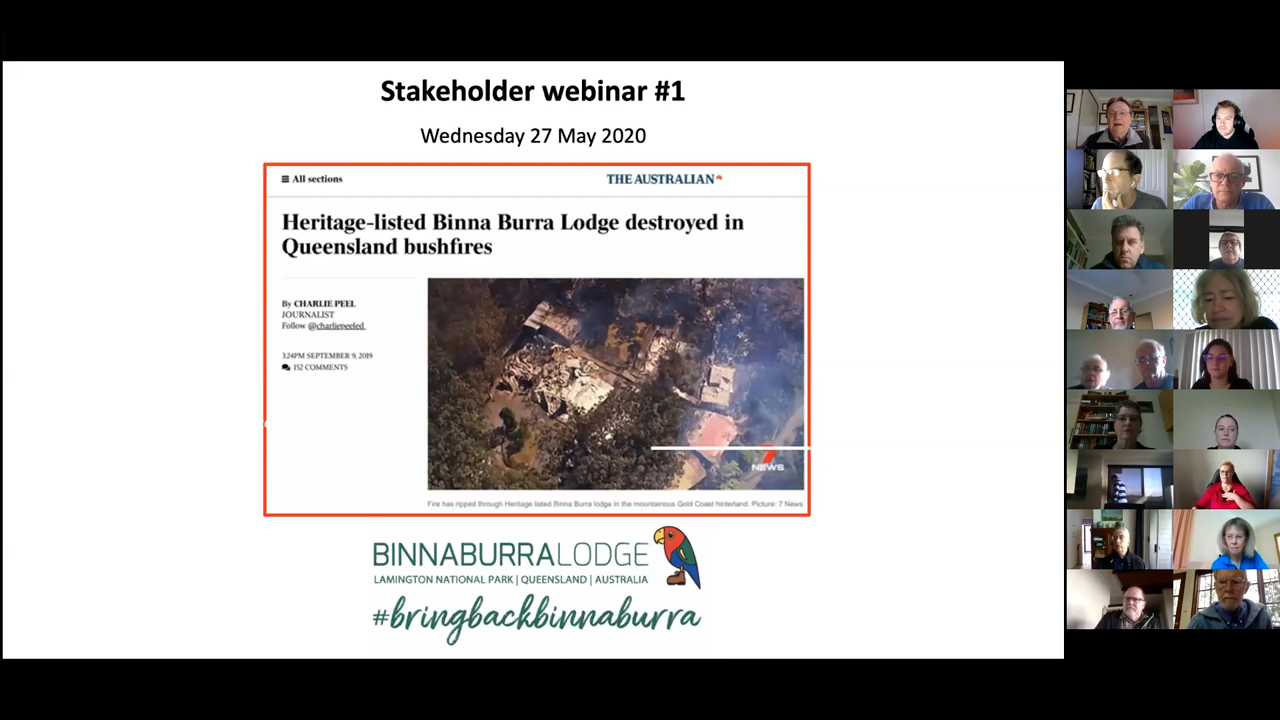 Stakeholder webinar #1
Wednesday 27 May 2020
All sections
THE AUSTRALIAN
Heritage-listed Binna Burra Lodge destroyed in
Queensland bushfires
By CHARLIE PEEL
JOURNALIST
Follow @charliepeeled
3:24PM SEPTEMBER 9, 2019
152 COMMENTS
7
NEWS
Fire has ripped through Heritage listed Binna Burra lodge in the mountainous Gold Coast hinterland. Picture: 7 News
BINNABURRALODGE
LAMINGTON NATIONAL PARK | QUEENSLAND | AUSTRALIA
#bringbackbinnaburra